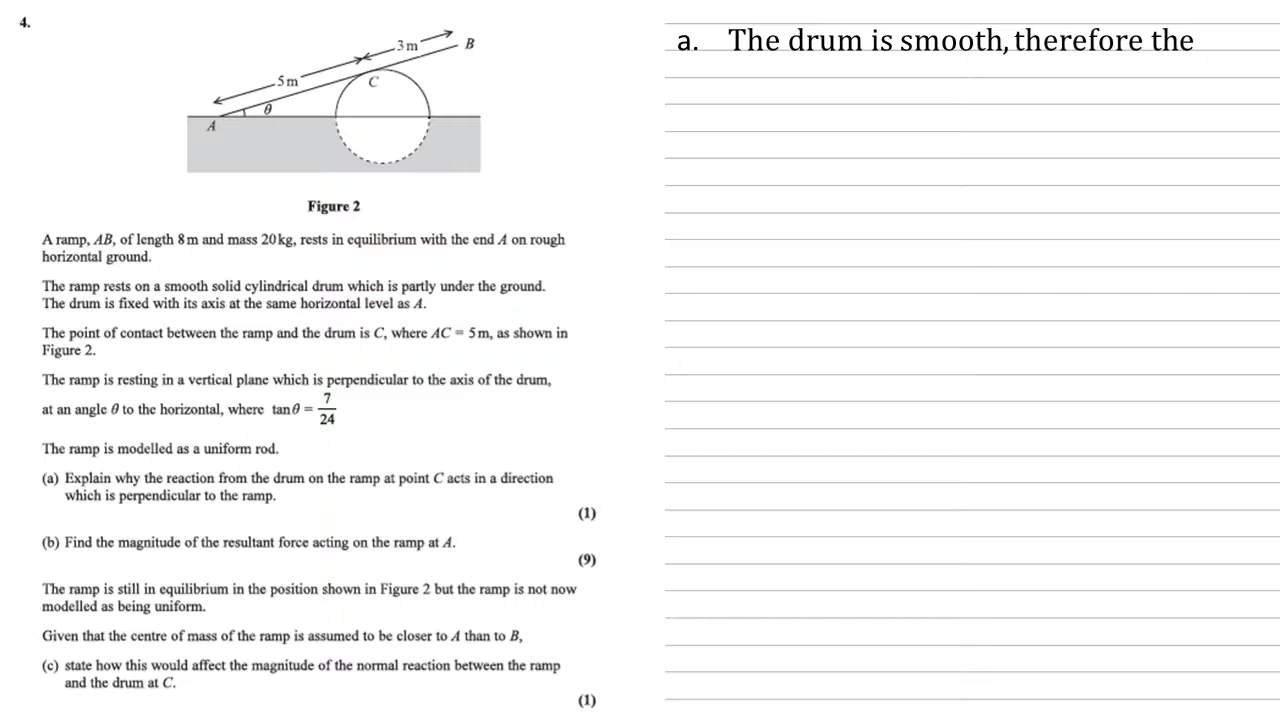 4.
3 m
B
5 m
C
θ
A
Figure 2
A ramp, AB, of length 8 m and mass 20 kg, rests in equilibrium with the end A on rough
horizontal ground.
The ramp rests on a smooth solid cylindrical drum which is partly under the ground.
The drum is fixed with its axis at the same horizontal level as A.
The point of contact between the ramp and the drum is C, where AC = 5 m, as shown in
Figure 2.
The ramp is resting in a vertical plane which is perpendicular to the axis of the drum,
at an angle θ to the horizontal, where tan θ = 7/24
The ramp is modelled as a uniform rod.
(a) Explain why the reaction from the drum on the ramp at point C acts in a direction
which is perpendicular to the ramp.
(1)
(b) Find the magnitude of the resultant force acting on the ramp at A.
(9)
The ramp is still in equilibrium in the position shown in Figure 2 but the ramp is not now
modelled as being uniform.
Given that the centre of mass of the ramp is assumed to be closer to A than to B,
(c) state how this would affect the magnitude of the normal reaction between the ramp
and the drum at C.
(1)
a. The drum is smooth, therefore the